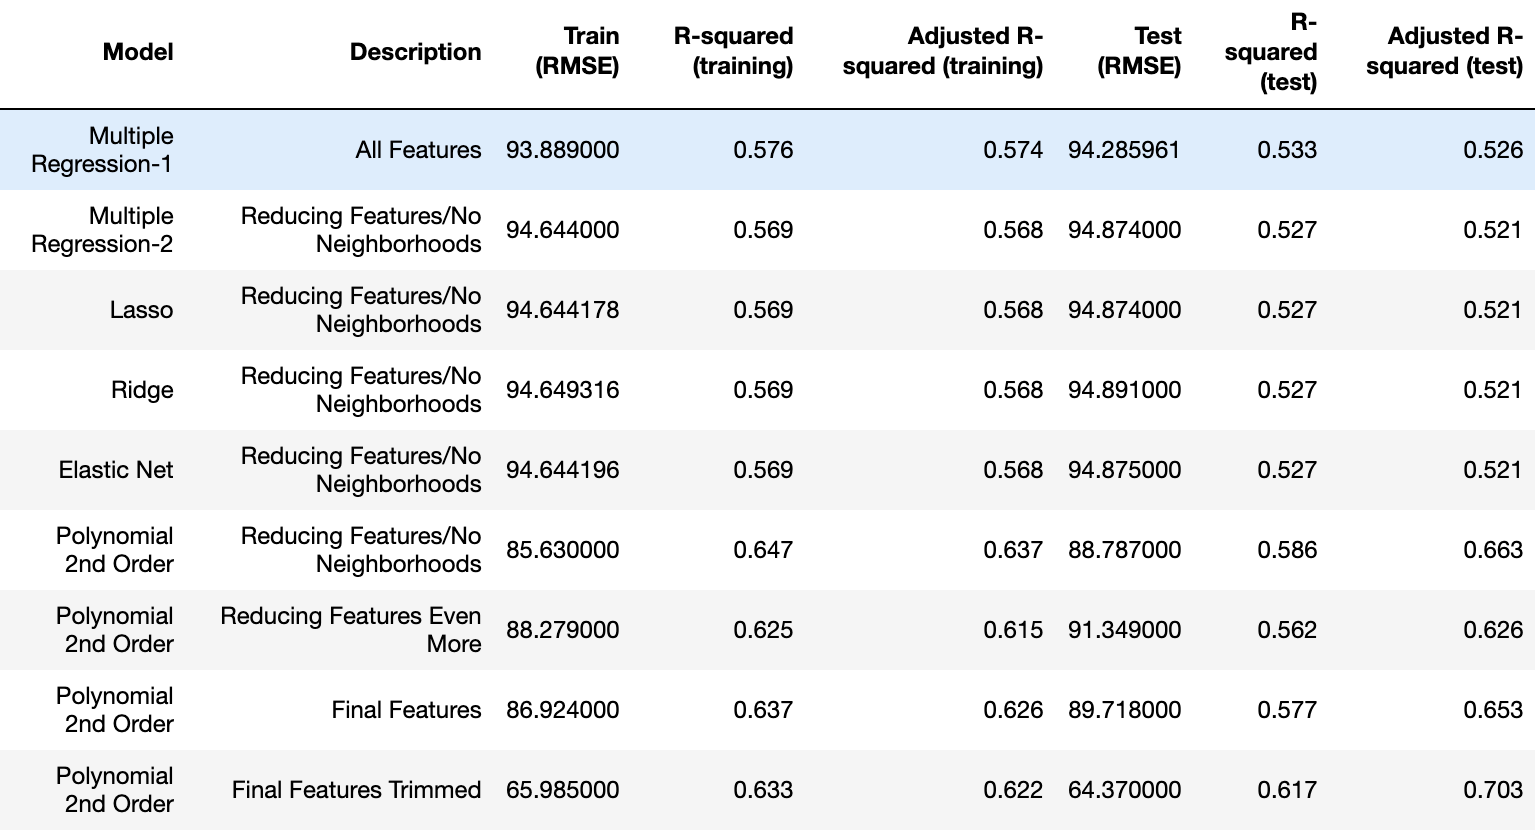 Model Description Train (RMSE) R-squared (training) Adjusted R-squared (training) Test (RMSE) R-squared (test) Adjusted R-squared (test)
Multiple Regression-1 All Features 93.889000 0.576 0.574 94.285961 0.533 0.526
Multiple Regression-2 Reducing Features/No Neighborhoods 94.644000 0.569 0.568 94.874000 0.527 0.521
Lasso Reducing Features/No Neighborhoods 94.644178 0.569 0.568 94.874000 0.527 0.521
Ridge Reducing Features/No Neighborhoods 94.649316 0.569 0.568 94.891000 0.527 0.521
Elastic Net Reducing Features/No Neighborhoods 94.644196 0.569 0.568 94.875000 0.527 0.521
Polynomial 2nd Order Reducing Features/No Neighborhoods 85.630000 0.647 0.637 88.787000 0.586 0.663
Polynomial 2nd Order Reducing Features Even More 88.279000 0.625 0.615 91.349000 0.562 0.626
Polynomial 2nd Order Final Features 86.924000 0.637 0.626 89.718000 0.577 0.653
Polynomial 2nd Order Final Features Trimmed 65.985000 0.633 0.622 64.370000 0.617 0.703